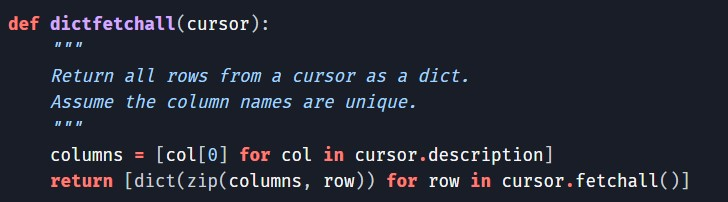 def dictfetchall(cursor):
    """
    Return all rows from a cursor as a dict.
    Assume the column names are unique.
    """
    columns = [col[0] for col in cursor.description]
    return [dict(zip(columns, row)) for row in cursor.fetchall()]